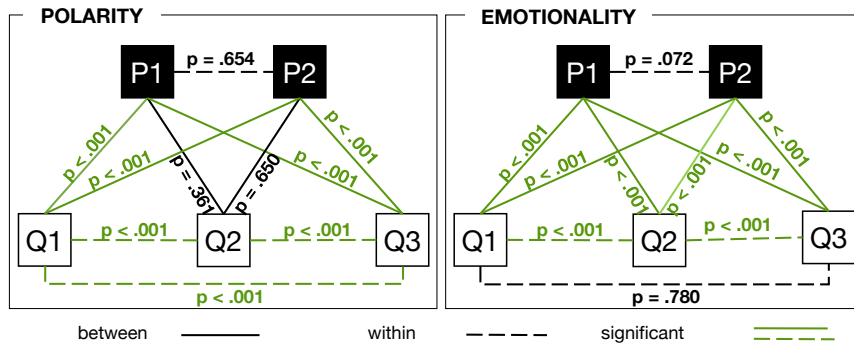 POLARITY
P1
p = .654
P2
p < .001
p < .001
p = .361
p = .650
p < .001
p < .001
Q1
p < .001
Q2
p < .001
Q3
p < .001
EMOTIONALITY
P1
p = .072
P2
p < .001
p < .001
p < .001
p < .001
p < .001
p < .001
Q1
p < .001
Q2
p < .001
Q3
p = .780
between
within
significant